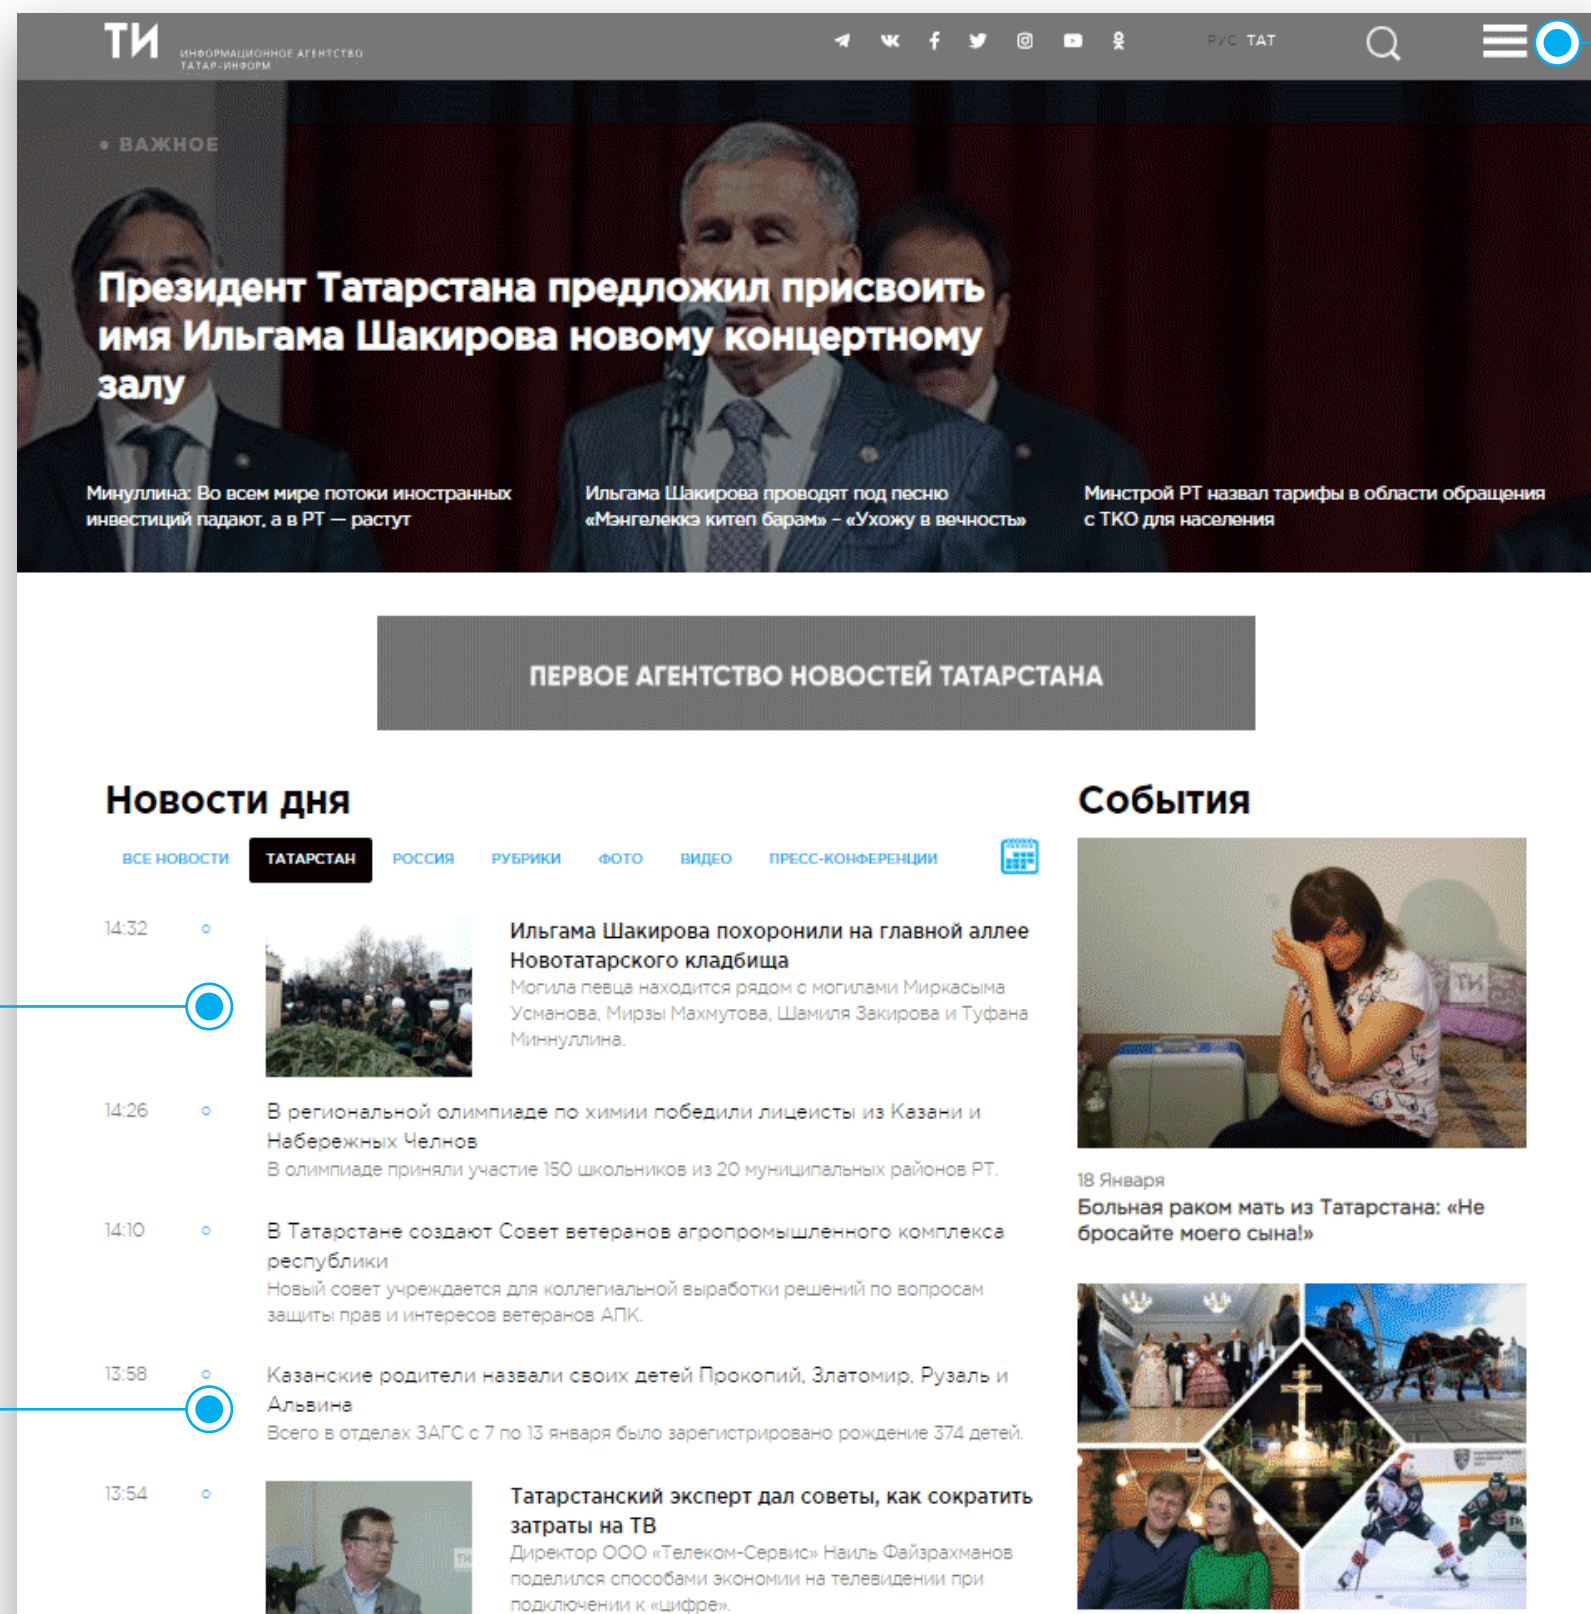 ТИ
ИНФОРМАЦИОННОЕ АГЕНТСТВО
ТАТАР-ИНФОРМ
РУС ТАТ
• ВАЖНОЕ
Президент Татарстана предложил присвоить
имя Ильгама Шакирова новому концертному
залу
Минуллина: Во всем мире потоки иностранных
инвестиций падают, а в РТ — растут
Ильгама Шакирова проводят под песню
«Мэнгелеккэ китеп барам» – «Ухожу в вечность»
Минстрой РТ назвал тарифы в области обращения
с ТКО для населения
ПЕРВОЕ АГЕНТСТВО НОВОСТЕЙ ТАТАРСТАНА
Новости дня
ВСЕ НОВОСТИ ТАТАРСТАН РОССИЯ РУБРИКИ ФОТО ВИДЕО ПРЕСС-КОНФЕРЕНЦИИ
14:32
Ильгама Шакирова похоронили на главной аллее
Новотатарского кладбища
Могила певца находится рядом с могилами Миркасыма
Усманова, Мирзы Махмутова, Шамиля Закирова и Туфана
Миннуллина.
14:26
В региональной олимпиаде по химии победили лицеисты из Казани и
Набережных Челнов
В олимпиаде приняли участие 150 школьников из 20 муниципальных районов РТ.
14:10
В Татарстане создают Совет ветеранов агропромышленного комплекса
республики
Новый совет учреждается для коллегиальной выработки решений по вопросам
защиты прав и интересов ветеранов АПК.
13:58
Казанские родители назвали своих детей Прокопий, Златомир, Рузаль и
Альвина
Всего в отделах ЗАГС с 7 по 13 января было зарегистрировано рождение 374 детей.
13:54
Татарстанский эксперт дал советы, как сократить
затраты на ТВ
Директор ООО «Телеком-Сервис» Наиль Файзрахманов
поделился способами экономии на телевидении при
подключении к «цифре».
События
ТИ
18 Января
Больная раком мать из Татарстана: «Не
бросайте моего сына!»